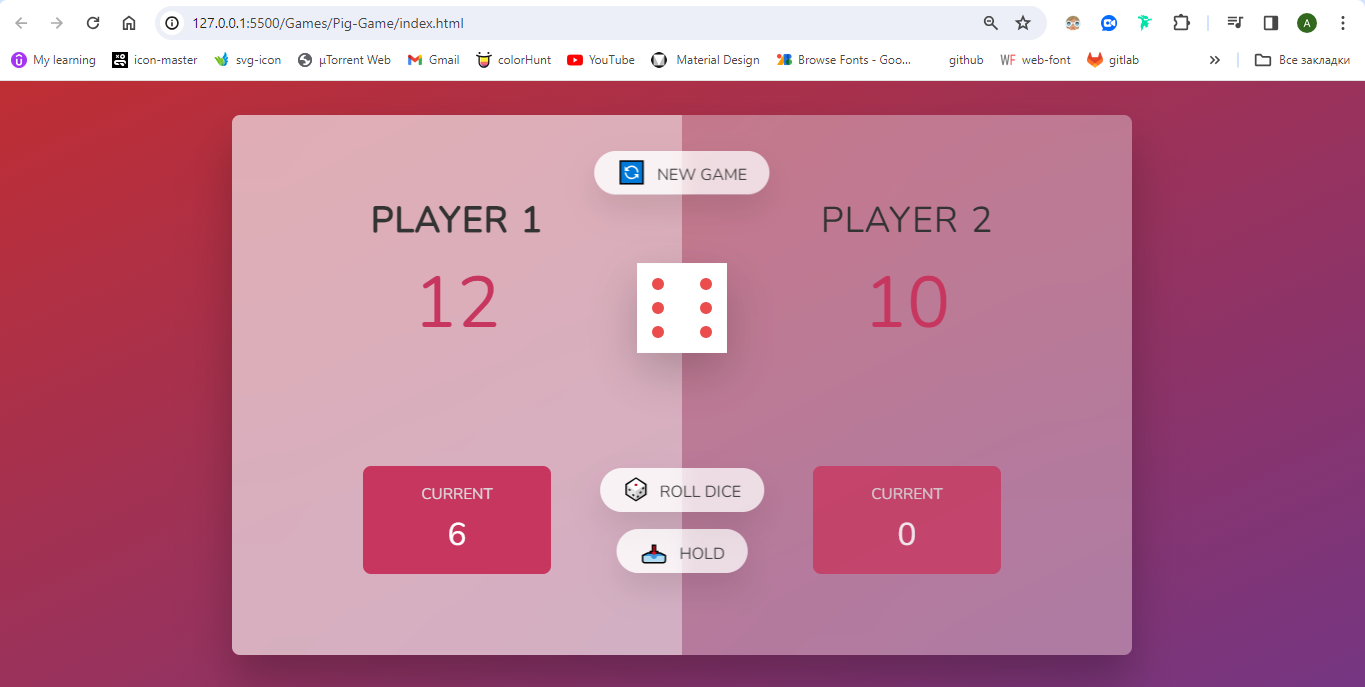 127.0.0.1:5500/Games/Pig-Game/index.html
A
My learning icon-master svg-icon µTorrent Web Gmail colorHunt YouTube Material Design Browse Fonts - Goo... github WF web-font gitlab » Все закладки
NEW GAME
PLAYER 1 PLAYER 2
12 10
CURRENT ROLL DICE CURRENT
6 0
HOLD